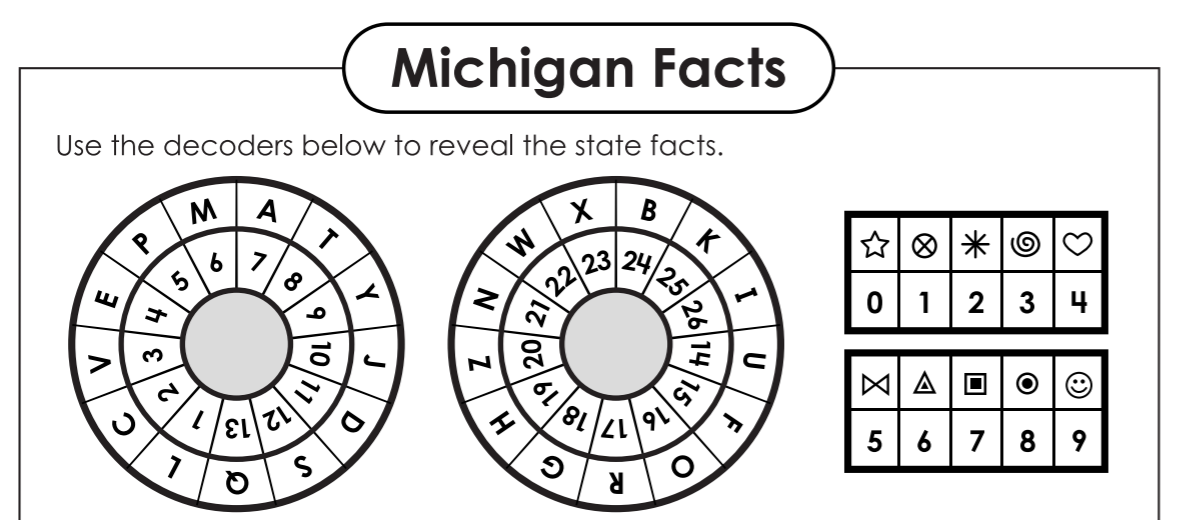 Michigan Facts
Use the decoders below to reveal the state facts.
A T Y J D S Q L C V E P M
7 8 9 10 11 12 13 1 2 3 4 5 6
B K I U F O R G H Z N W X
24 25 26 14 15 16 17 18 19 20 21 22 23
0 1 2 3 4
5 6 7 8 9